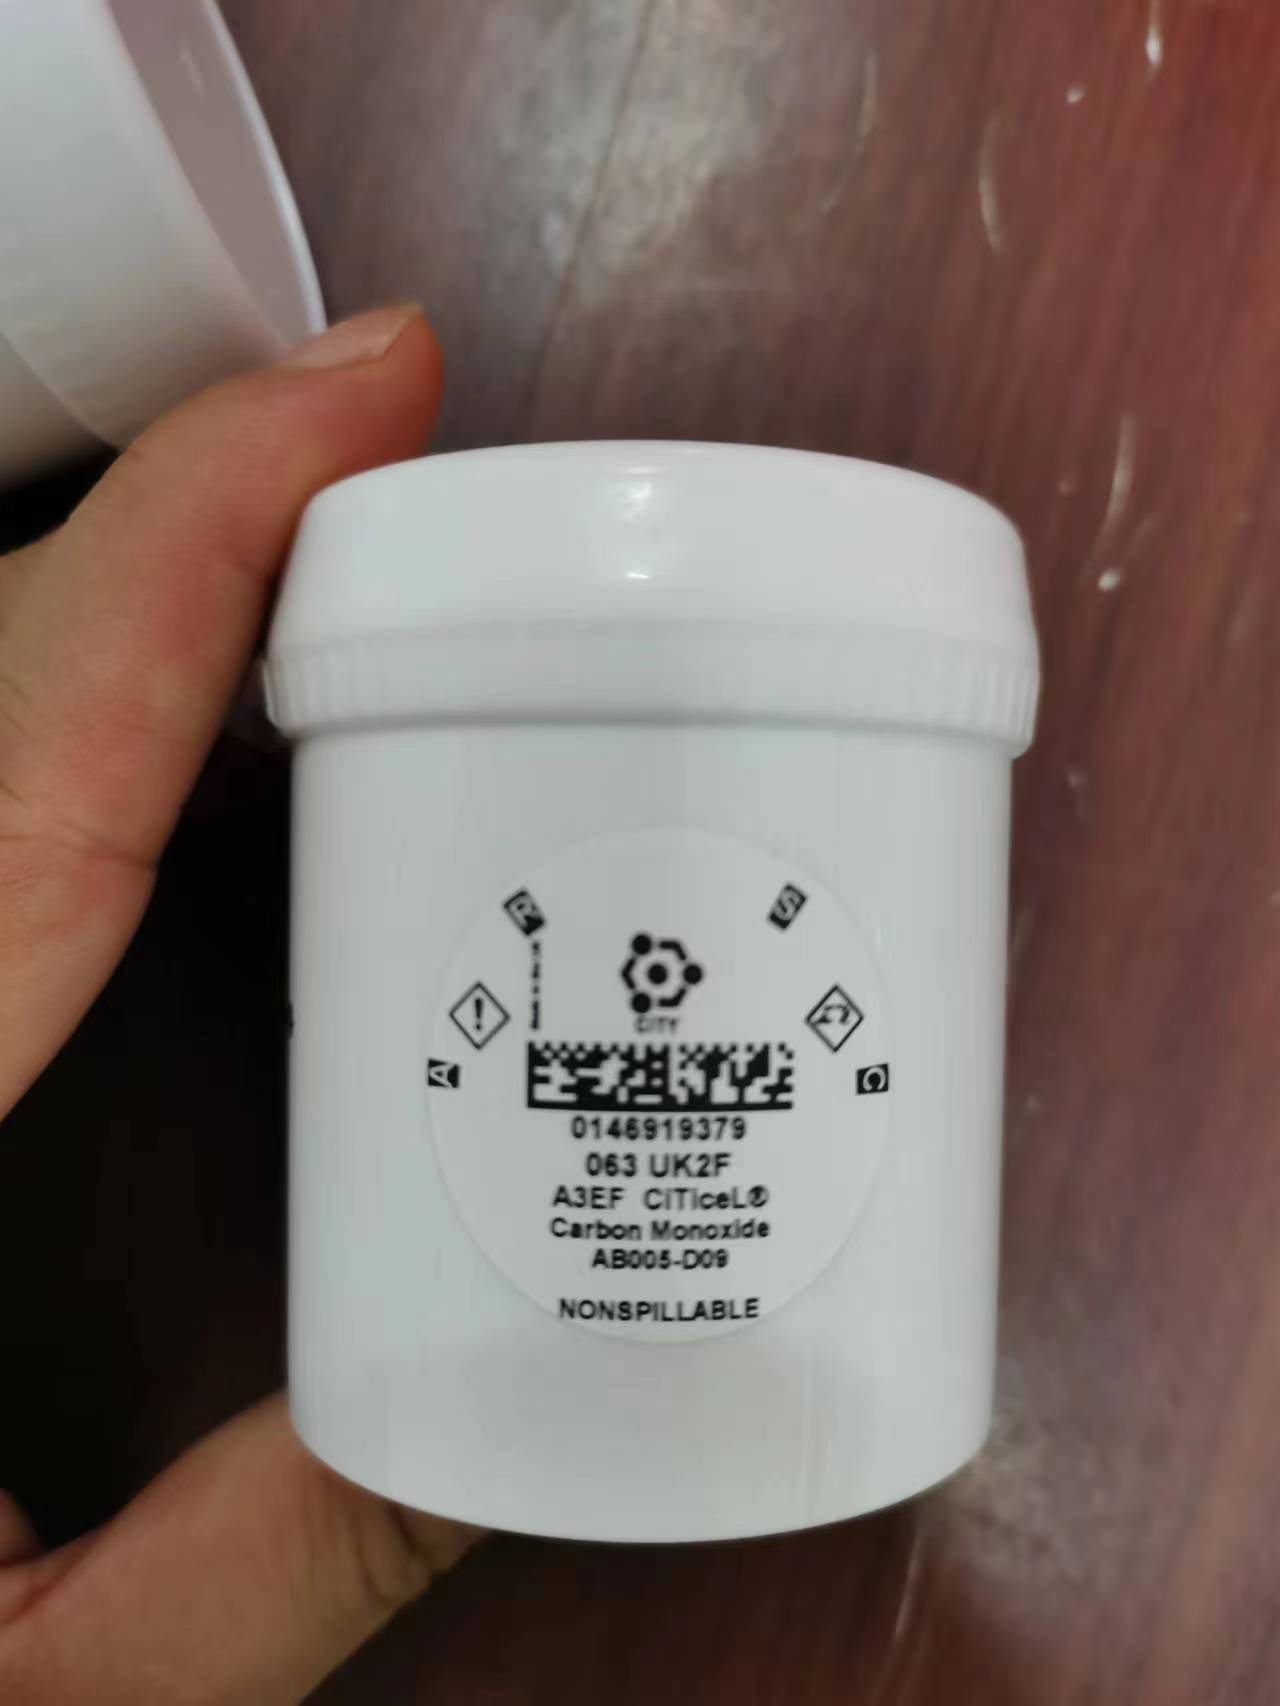 R
S
CITY
A
C
0146919379
063 UK2F
A3EF CiTiceL®
Carbon Monoxide
AB005-D09
NONSPILLABLE